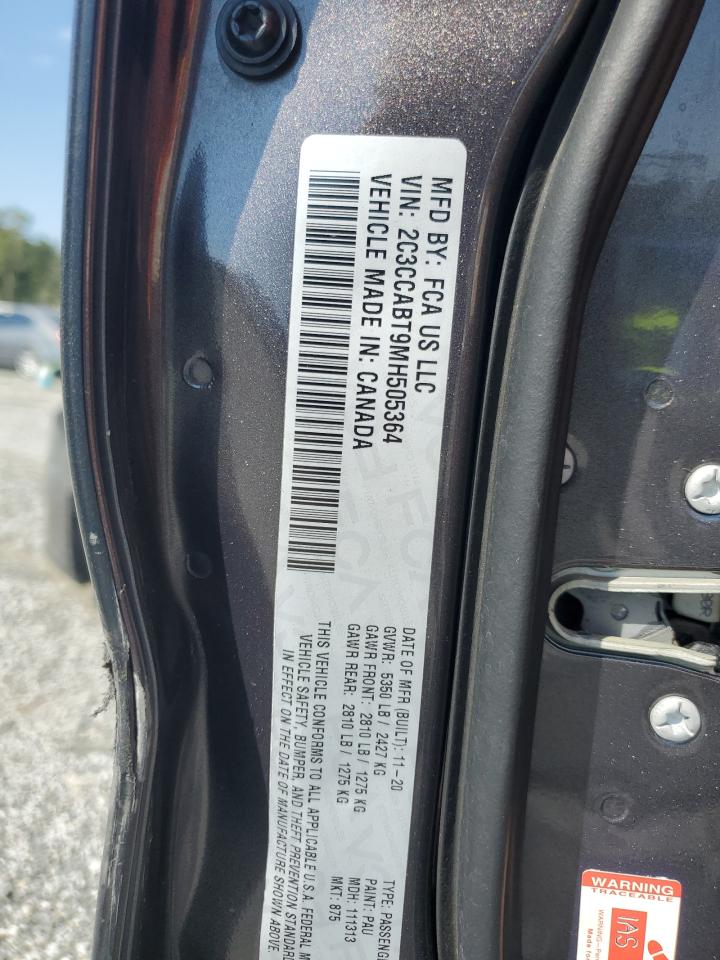 MFD BY: FCA US LLC
VIN: 2C3CCABT9MH505364
VEHICLE MADE IN: CANADA
DATE OF MFR (BUILT): 11-20
GVWR: 5350 LB / 2427 KG
GAWR FRONT: 2810 LB / 1275 KG
GAWR REAR: 2810 LB / 1275 KG
THIS VEHICLE CONFORMS TO ALL APPLICABLE U.S.A. FEDERAL M
VEHICLE SAFETY, BUMPER, AND THEFT PREVENTION STANDARD
IN EFFECT ON THE DATE OF MANUFACTURE SHOWN ABOVE.
TYPE: PASSENG
PAINT: PAU
MDH: 111313
MKT: 875
WARNING
TRACEABLE
IAS